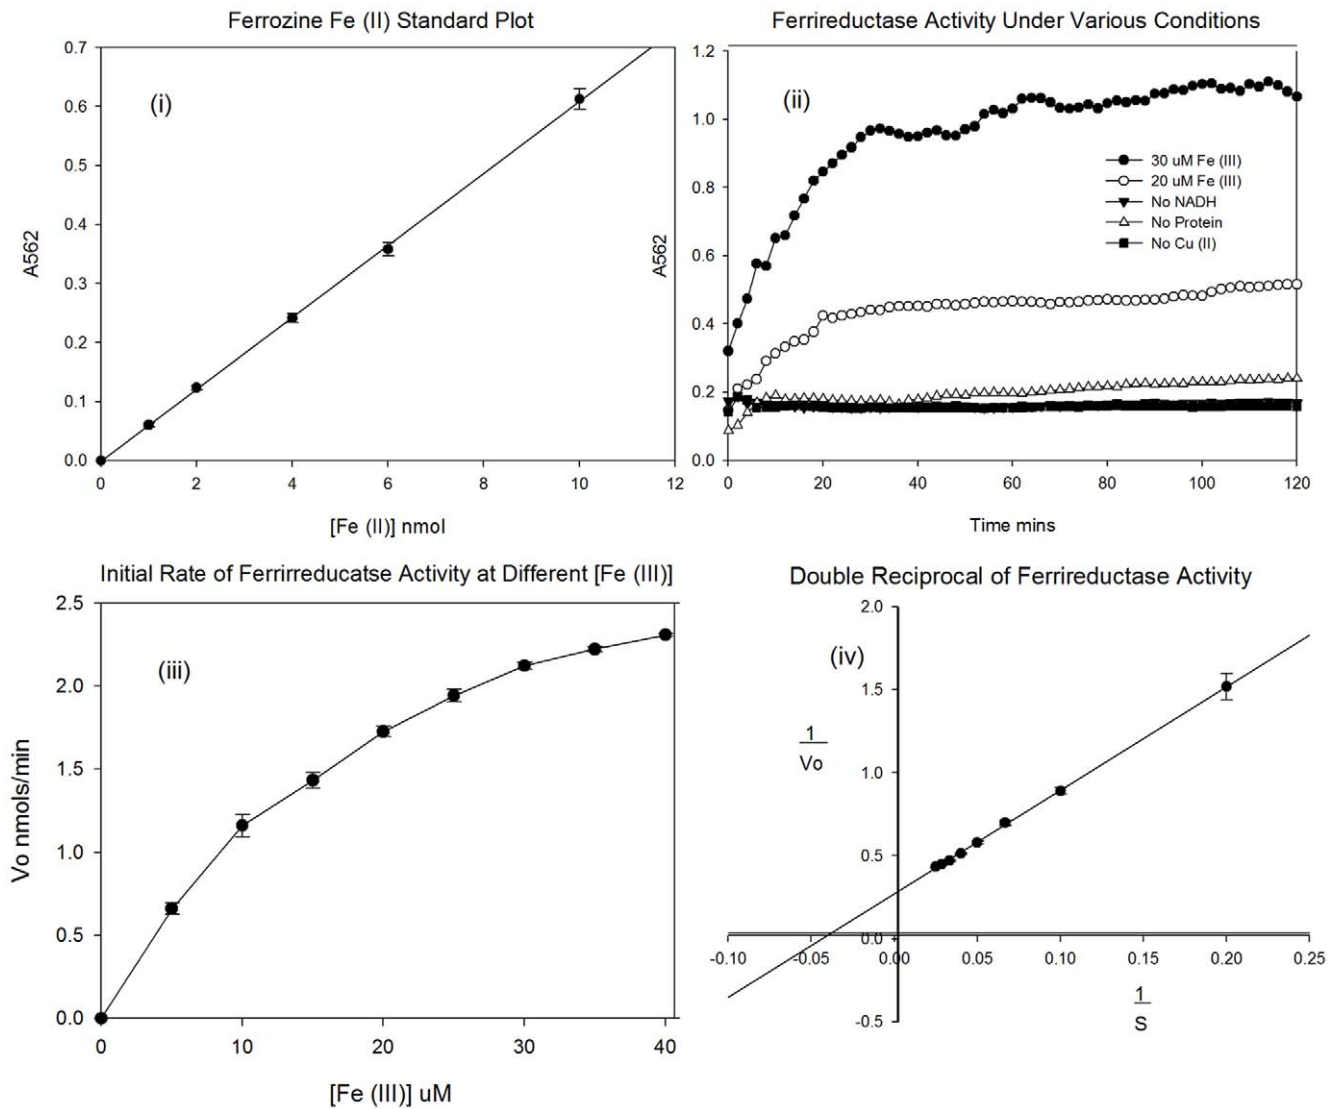 Ferrozine Fe (II) Standard Plot
(i)
A562
0.7
0.6
0.5
0.4
0.3
0.2
0.1
0.0
0 2 4 6 8 10 12
[Fe (II)] nmol
Ferrireductase Activity Under Various Conditions
(ii)
A562
1.2
1.0
0.8
0.6
0.4
0.2
0.0
30 uM Fe (III)
20 uM Fe (III)
No NADH
No Protein
No Cu (II)
0 20 40 60 80 100 120
Time mins
Initial Rate of Ferrirreducatse Activity at Different [Fe (III)]
(iii)
Vo nmols/min
2.5
2.0
1.5
1.0
0.5
0.0
0 10 20 30 40
[Fe (III)] uM
Double Reciprocal of Ferrireductase Activity
(iv)
1
Vo
2.0
1.5
1.0
0.5
0.0
-0.5
-0.10 -0.05 0.00 0.05 0.10 0.15 0.20 0.25
1
S